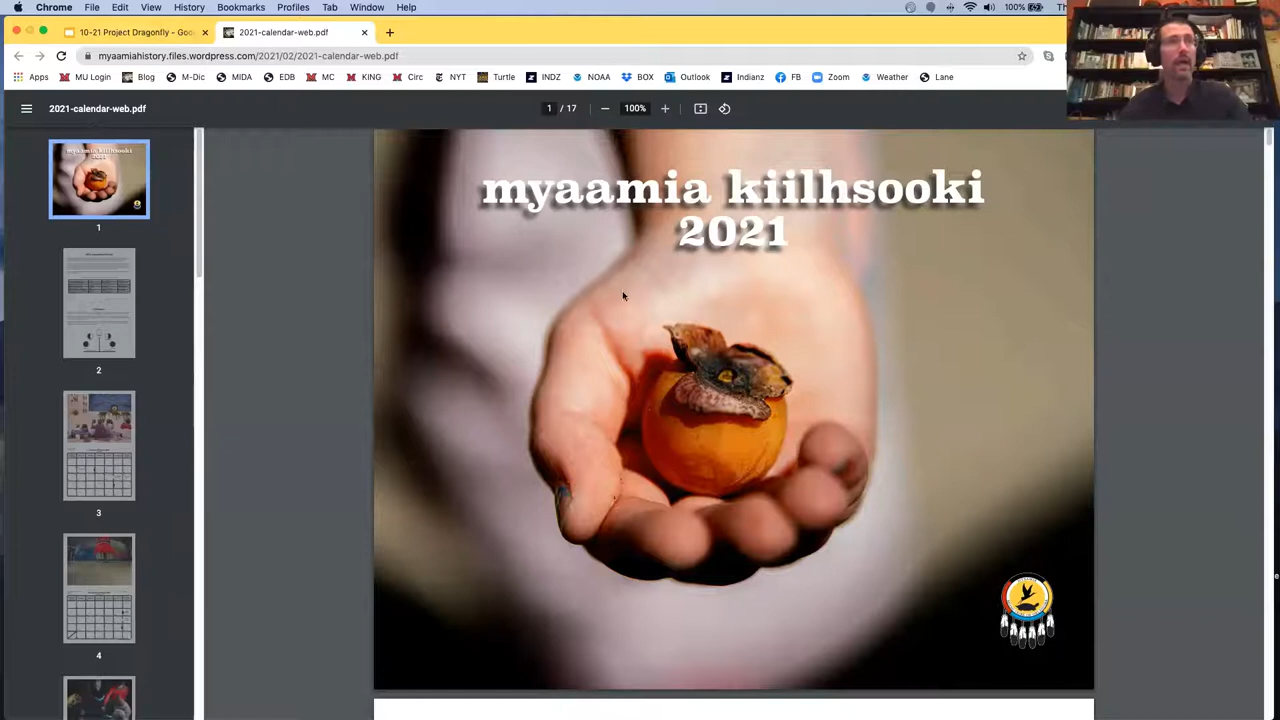 Chrome File Edit View History Bookmarks Profiles Tab Window Help 100%
10-21 Project Dragonfly - Goo 2021-calendar-web.pdf
myaamiahistory.files.wordpress.com/2021/02/2021-calendar-web.pdf
Apps MU Login Blog M-Dic MIDA EDB MC KING Circ NYT Turtle INDZ NOAA BOX Outlook Indianz FB Zoom Weather Lane
2021-calendar-web.pdf 1 / 17 100%
myaamia kiilhsooki
2021
1
2
3
4